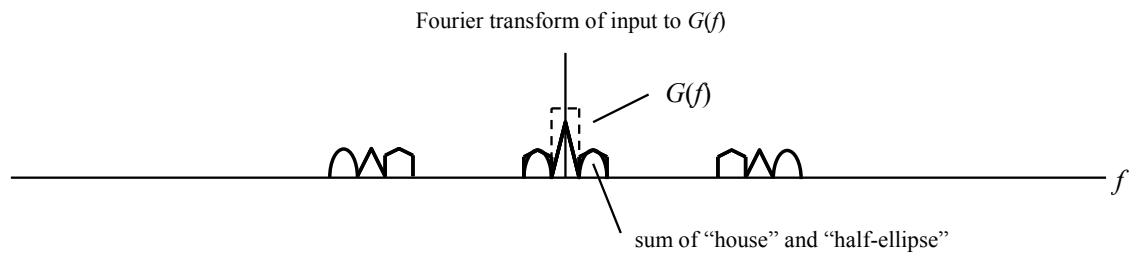 Fourier transform of input to G(f)
G(f)
f
sum of “house” and “half-ellipse”